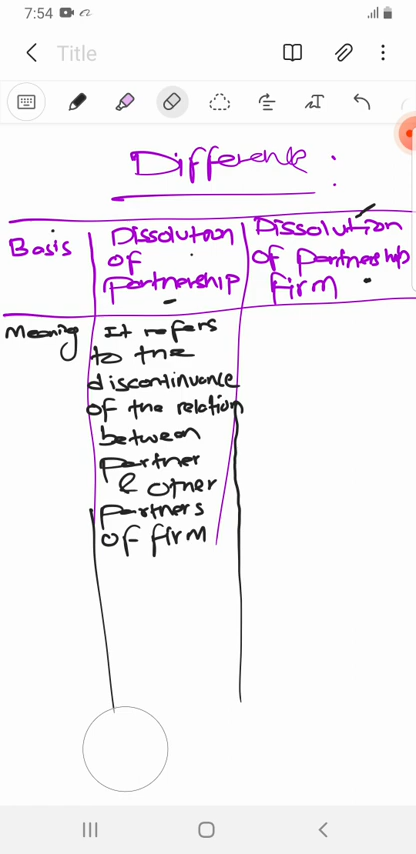 7:54
Title
Difference:
Basis
Dissolution
of
Partnership
Dissolution
of Partnership
firm
Meaning
It refers
to the
discontinuance
of the relation
between
Partner
& other
Partners
of firm